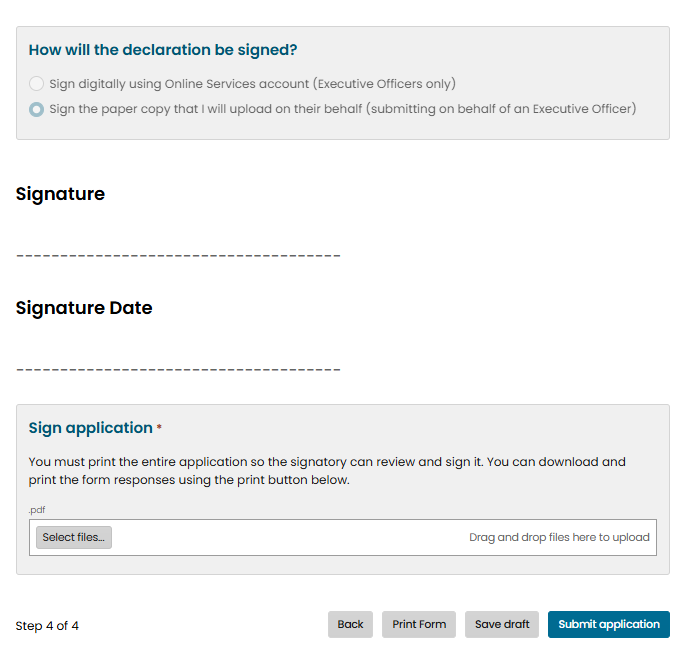 How will the declaration be signed?
Sign digitally using Online Services account (Executive Officers only)
Sign the paper copy that I will upload on their behalf (submitting on behalf of an Executive Officer)
Signature
____________________________________
Signature Date
____________________________________
Sign application *
You must print the entire application so the signatory can review and sign it. You can download and
print the form responses using the print button below.
.pdf
Select files... Drag and drop files here to upload
Step 4 of 4 Back Print Form Save draft Submit application